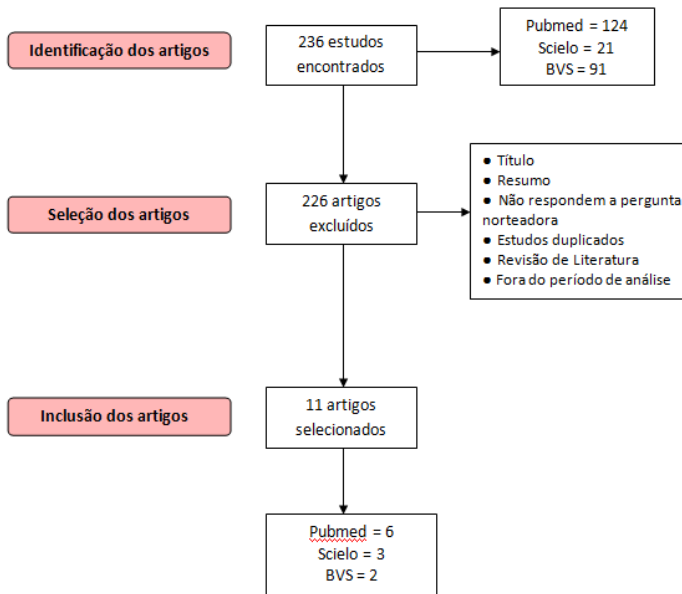 Identificação dos artigos
236 estudos
encontrados
Pubmed = 124
Scielo = 21
BVS = 91
Seleção dos artigos
226 artigos
excluídos
● Título
● Resumo
● Não respondem a pergunta
norteadora
● Estudos duplicados
● Revisão de Literatura
● Fora do período de análise
Inclusão dos artigos
11 artigos
selecionados
Pubmed = 6
Scielo = 3
BVS = 2